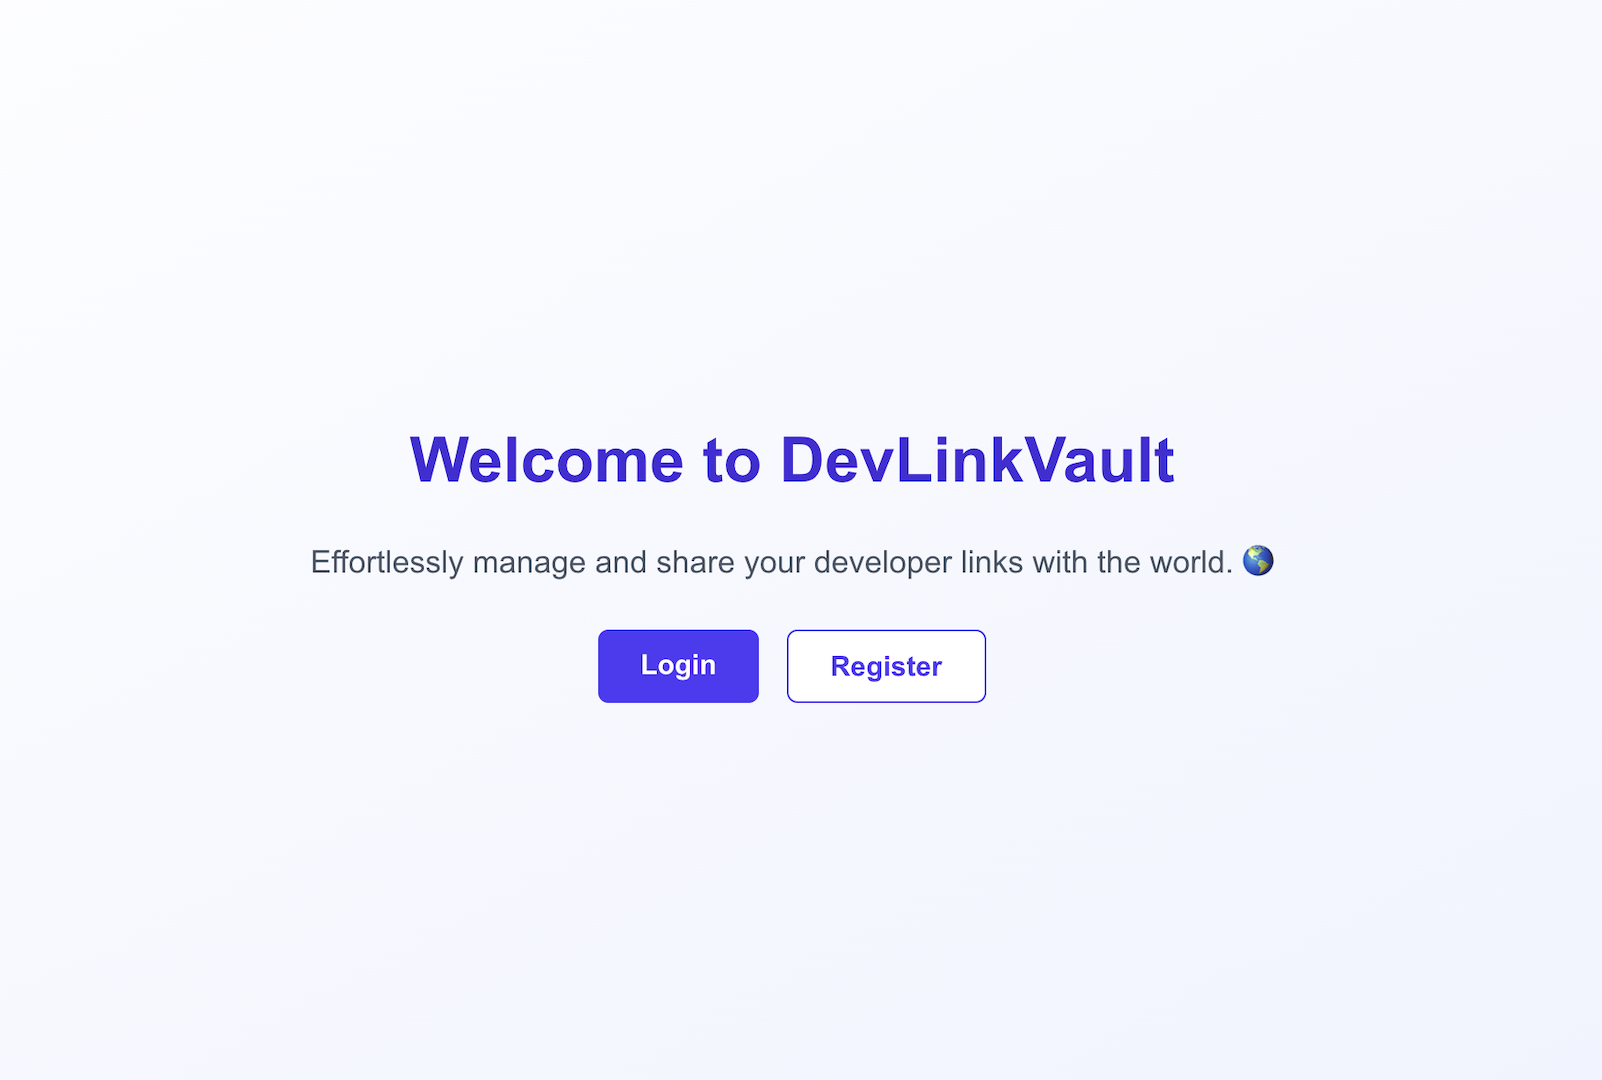 Welcome to DevLinkVault
Effortlessly manage and share your developer links with the world. 🌎
Login
Register